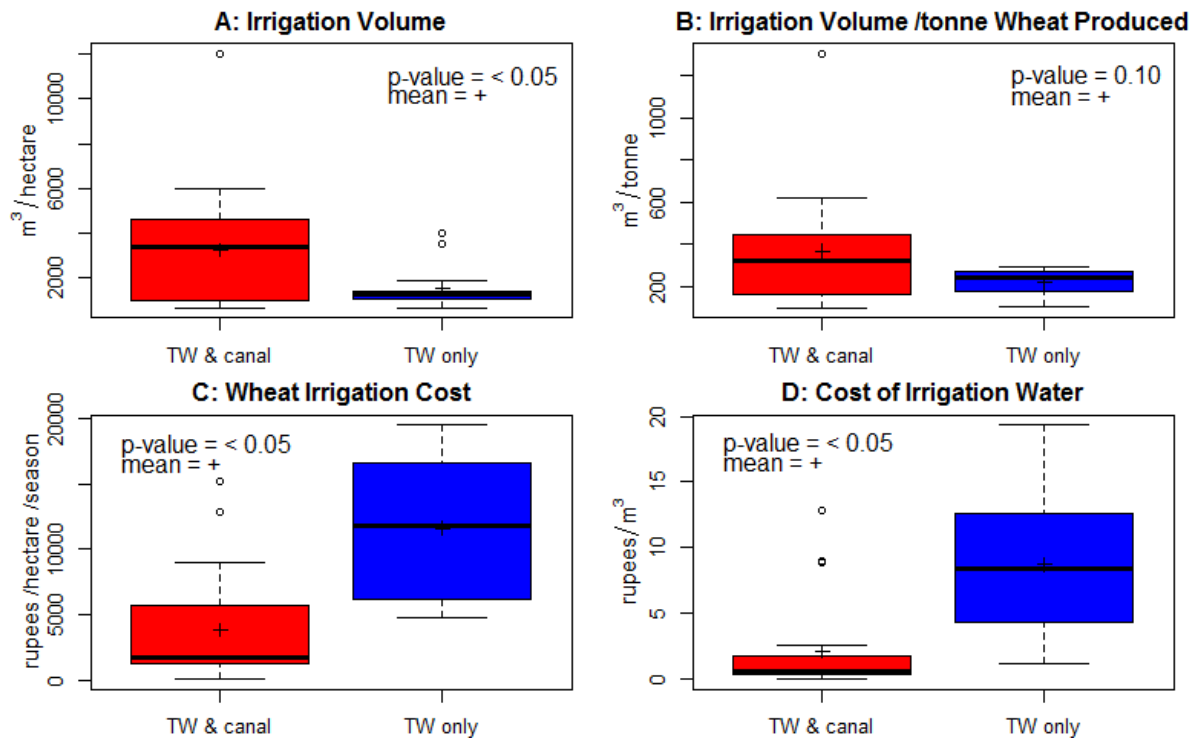 A: Irrigation Volume
p-value = < 0.05
mean = +
m³ / hectare
10000
6000
2000
TW & canal
TW only
B: Irrigation Volume /tonne Wheat Produced
p-value = 0.10
mean = +
m³ / tonne
1000
600
200
TW & canal
TW only
C: Wheat Irrigation Cost
p-value = < 0.05
mean = +
rupees /hectare /season
20000
10000
5000
0
TW & canal
TW only
D: Cost of Irrigation Water
p-value = < 0.05
mean = +
rupees/ m³
20
15
10
5
0
TW & canal
TW only